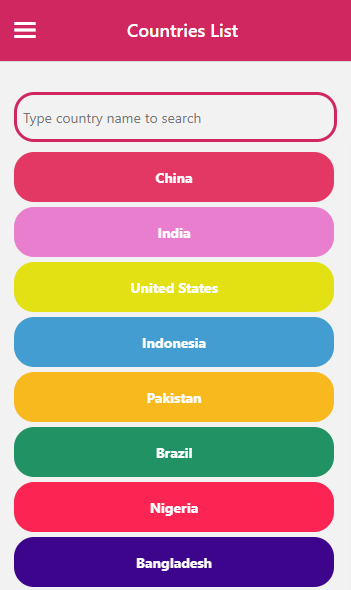 Countries List
Type country name to search
China
India
United States
Indonesia
Pakistan
Brazil
Nigeria
Bangladesh